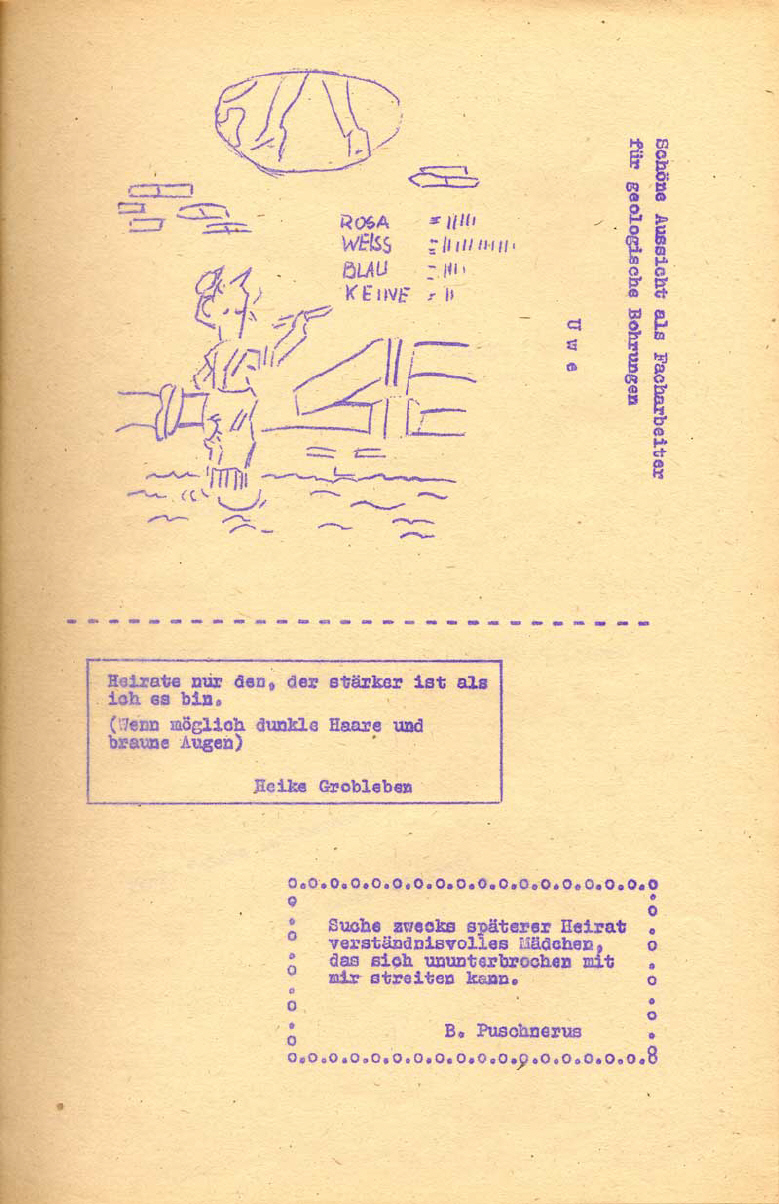 ROSA =
WEISS =
BLAU =
KEINE =
Schöne Aussicht als Facharbeiter
für geologische Bohrungen
Uwe
Heirate nur den, der stärker ist als
ich es bin.
(Wenn möglich dunkle Haare und
braune Augen)
Heike Grobleben
Suche zwecks späterer Heirat
verständnisvolles Mädchen,
das sich ununterbrochen mit
mir streiten kann.
B. Puschnerus